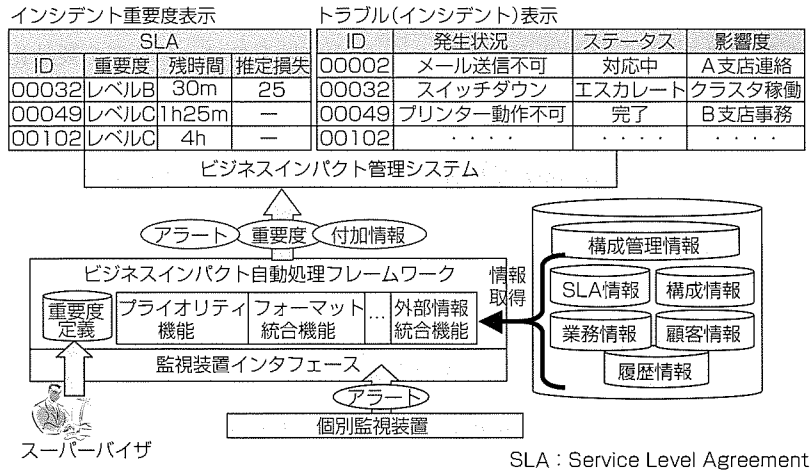 インシデント重要度表示
SLA
ID 重要度 残時間 推定損失
00032 レベルB 30m 25
00049 レベルC 1h25m —
00102 レベルC 4h —
トラブル(インシデント)表示
ID 発生状況 ステータス 影響度
00002 メール送信不可 対応中 A支店連絡
00032 スイッチダウン エスカレート クラスタ稼働
00049 プリンター動作不可 完了 B支店事務
00102 ・・・・ ・・・・ ・・・・
ビジネスインパクト管理システム
アラート 重要度 付加情報
ビジネスインパクト自動処理フレームワーク
重要度
定義
プライオリティ
機能
フォーマット
統合機能
…
外部情報
統合機能
監視装置インタフェース
アラート
個別監視装置
スーパーバイザ
情報
取得
構成管理情報
SLA情報 構成情報
業務情報 顧客情報
履歴情報
SLA:Service Level Agreement